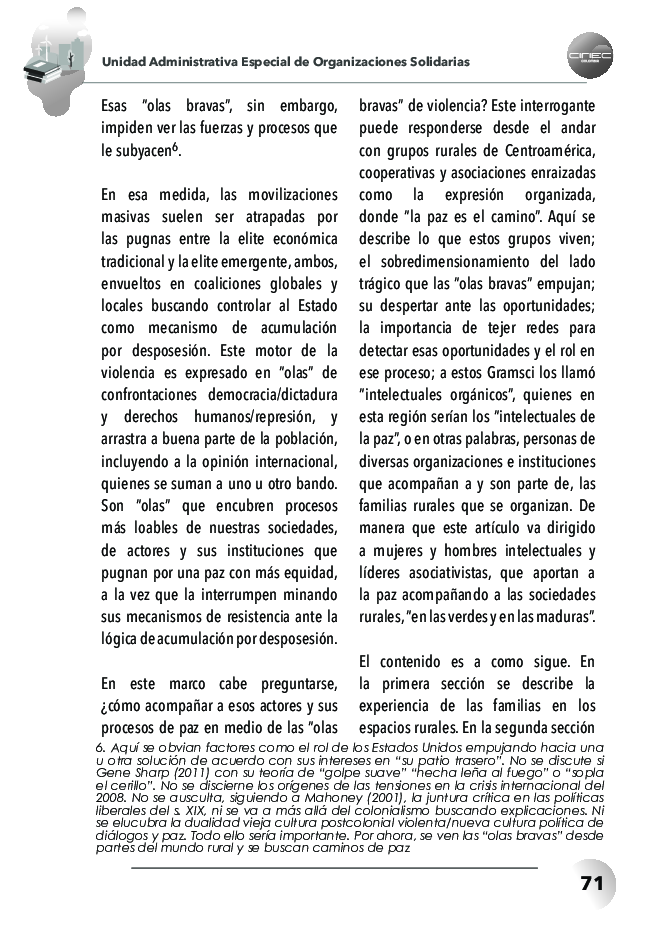 Unidad Administrativa Especial de Organizaciones Solidarias
CINEC
COLOMBIA
Esas "olas bravas", sin embargo,
impiden ver las fuerzas y procesos que
le subyacen6.
En esa medida, las movilizaciones
masivas suelen ser atrapadas por
las pugnas entre la elite económica
tradicional y la elite emergente, ambos,
envueltos en coaliciones globales y
locales buscando controlar al Estado
como mecanismo de acumulación
por desposesión. Este motor de la
violencia es expresado en "olas" de
confrontaciones democracia/dictadura
y derechos humanos/represión, y
arrastra a buena parte de la población,
incluyendo a la opinión internacional,
quienes se suman a uno u otro bando.
Son "olas" que encubren procesos
más loables de nuestras sociedades,
de actores y sus instituciones que
pugnan por una paz con más equidad,
a la vez que la interrumpen minando
sus mecanismos de resistencia ante la
lógica de acumulación por desposesión.
En este marco cabe preguntarse,
¿cómo acompañar a esos actores y sus
procesos de paz en medio de las "olas
bravas" de violencia? Este interrogante
puede responderse desde el andar
con grupos rurales de Centroamérica,
cooperativas y asociaciones enraizadas
como la expresión organizada,
donde "la paz es el camino". Aquí se
describe lo que estos grupos viven;
el sobredimensionamiento del lado
trágico que las "olas bravas" empujan;
su despertar ante las oportunidades;
la importancia de tejer redes para
detectar esas oportunidades y el rol en
ese proceso; a estos Gramsci los llamó
"intelectuales orgánicos", quienes en
esta región serían los "intelectuales de
la paz", o en otras palabras, personas de
diversas organizaciones e instituciones
que acompañan a y son parte de, las
familias rurales que se organizan. De
manera que este artículo va dirigido
a mujeres y hombres intelectuales y
líderes asociativistas, que aportan a
la paz acompañando a las sociedades
rurales, "en las verdes y en las maduras".
El contenido es a como sigue. En
la primera sección se describe la
experiencia de las familias en los
espacios rurales. En la segunda sección
6. Aquí se obvian factores como el rol de los Estados Unidos empujando hacia una
u otra solución de acuerdo con sus intereses en "su patio trasero". No se discute si
Gene Sharp (2011) con su teoría de "golpe suave" "hecha leña al fuego" o "sopla
el cerillo". No se discierne los orígenes de las tensiones en la crisis internacional del
2008. No se ausculta, siguiendo a Mahoney (2001), la juntura crítica en las políticas
liberales del s. XIX, ni se va a más allá del colonialismo buscando explicaciones. Ni
se elucubra la dualidad vieja cultura postcolonial violenta/nueva cultura política de
diálogos y paz. Todo ello sería importante. Por ahora, se ven las "olas bravas" desde
partes del mundo rural y se buscan caminos de paz
71